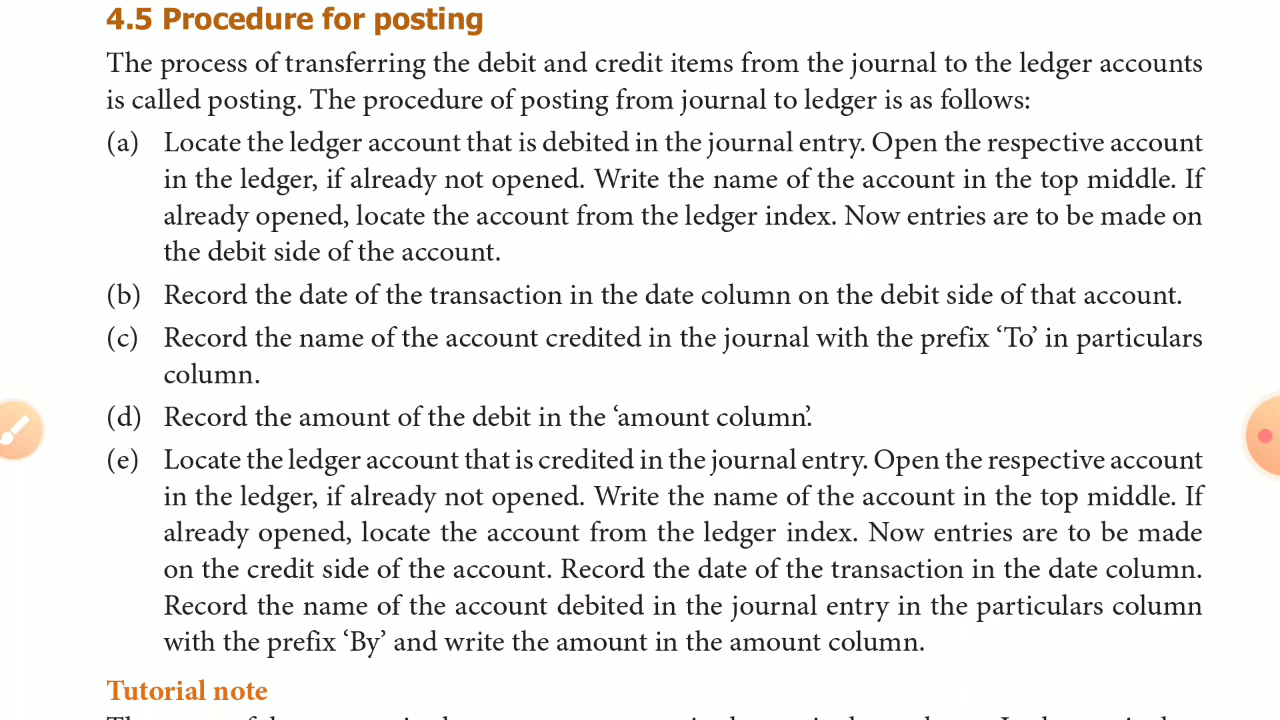 4.5 Procedure for posting
The process of transferring the debit and credit items from the journal to the ledger accounts
is called posting. The procedure of posting from journal to ledger is as follows:
(a) Locate the ledger account that is debited in the journal entry. Open the respective account
in the ledger, if already not opened. Write the name of the account in the top middle. If
already opened, locate the account from the ledger index. Now entries are to be made on
the debit side of the account.
(b) Record the date of the transaction in the date column on the debit side of that account.
(c) Record the name of the account credited in the journal with the prefix ‘To’ in particulars
column.
(d) Record the amount of the debit in the ‘amount column’.
(e) Locate the ledger account that is credited in the journal entry. Open the respective account
in the ledger, if already not opened. Write the name of the account in the top middle. If
already opened, locate the account from the ledger index. Now entries are to be made
on the credit side of the account. Record the date of the transaction in the date column.
Record the name of the account debited in the journal entry in the particulars column
with the prefix ‘By’ and write the amount in the amount column.
Tutorial note